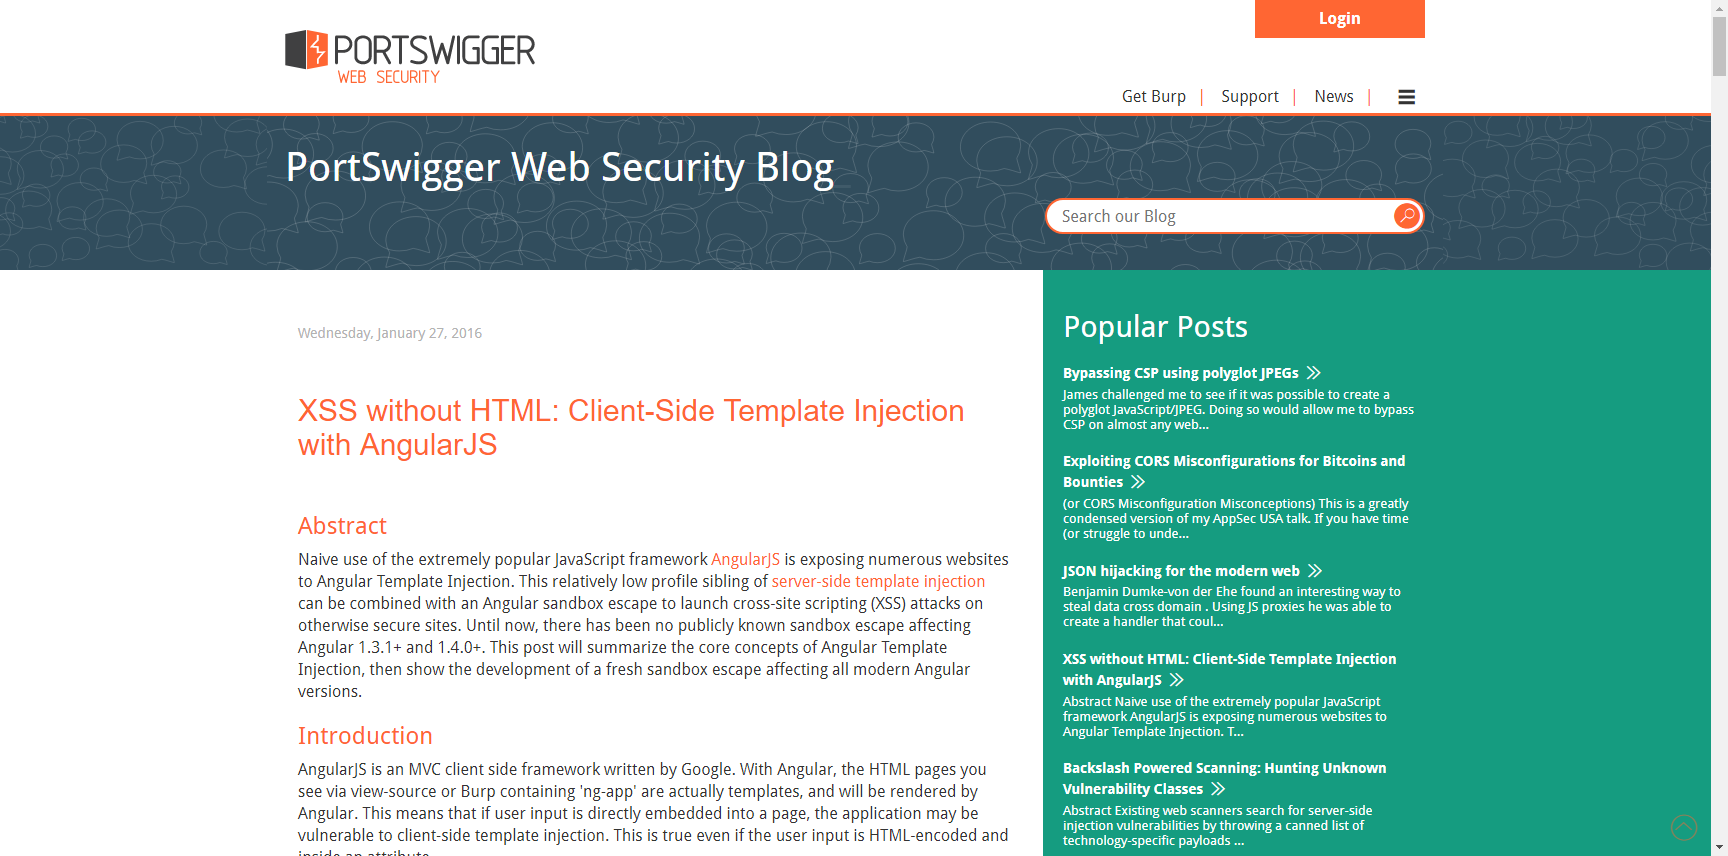 Login
PORTSWIGGER
WEB SECURITY
Get Burp | Support | News |
PortSwigger Web Security Blog
Search our Blog
Wednesday, January 27, 2016
XSS without HTML: Client-Side Template Injection
with AngularJS
Abstract
Naive use of the extremely popular JavaScript framework AngularJS is exposing numerous websites
to Angular Template Injection. This relatively low profile sibling of server-side template injection
can be combined with an Angular sandbox escape to launch cross-site scripting (XSS) attacks on
otherwise secure sites. Until now, there has been no publicly known sandbox escape affecting
Angular 1.3.1+ and 1.4.0+. This post will summarize the core concepts of Angular Template
Injection, then show the development of a fresh sandbox escape affecting all modern Angular
versions.
Introduction
AngularJS is an MVC client side framework written by Google. With Angular, the HTML pages you
see via view-source or Burp containing 'ng-app' are actually templates, and will be rendered by
Angular. This means that if user input is directly embedded into a page, the application may be
vulnerable to client-side template injection. This is true even if the user input is HTML-encoded and
inside an attribute.
Popular Posts
Bypassing CSP using polyglot JPEGs
James challenged me to see if it was possible to create a
polyglot JavaScript/JPEG. Doing so would allow me to bypass
CSP on almost any web...
Exploiting CORS Misconfigurations for Bitcoins and
Bounties
(or CORS Misconfiguration Misconceptions) This is a greatly
condensed version of my AppSec USA talk. If you have time
(or struggle to unde...
JSON hijacking for the modern web
Benjamin Dumke-von der Ehe found an interesting way to
steal data cross domain . Using JS proxies he was able to
create a handler that coul...
XSS without HTML: Client-Side Template Injection
with AngularJS
Abstract Naive use of the extremely popular JavaScript
framework AngularJS is exposing numerous websites to
Angular Template Injection. T...
Backslash Powered Scanning: Hunting Unknown
Vulnerability Classes
Abstract Existing web scanners search for server-side
injection vulnerabilities by throwing a canned list of
technology-specific payloads ...